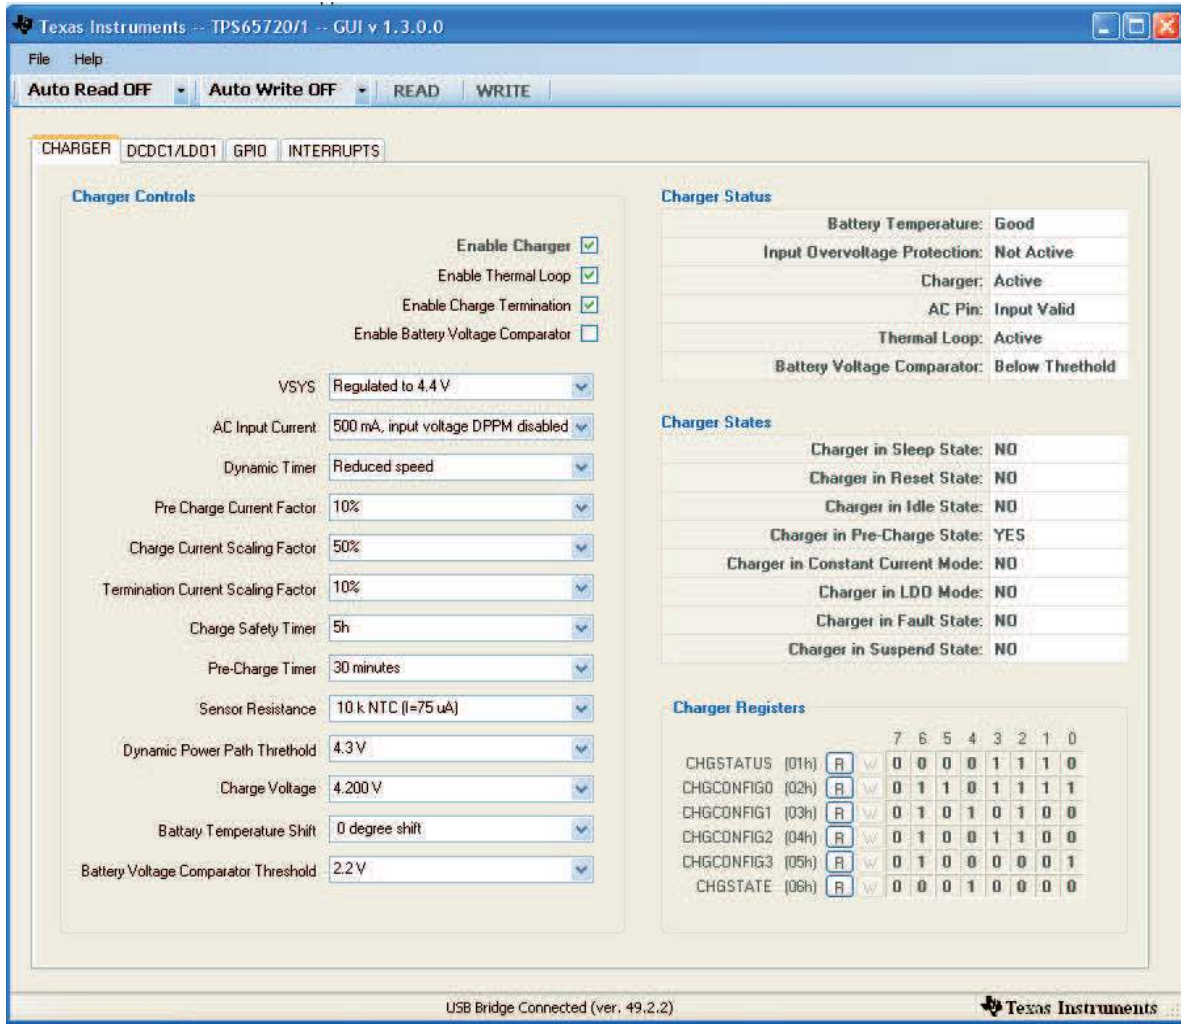 Texas Instruments -- TPS65720/1 -- GUI v 1.3.0.0
File Help
Auto Read OFF Auto Write OFF READ WRITE
CHARGER DCDC1/LDO1 GPIO INTERRUPTS
Charger Controls
Enable Charger
Enable Thermal Loop
Enable Charge Termination
Enable Battery Voltage Comparator
VSYS Regulated to 4.4 V
AC Input Current 500 mA, input voltage DPPM disabled
Dynamic Timer Reduced speed
Pre Charge Current Factor 10%
Charge Current Scaling Factor 50%
Termination Current Scaling Factor 10%
Charge Safety Timer 5h
Pre-Charge Timer 30 minutes
Sensor Resistance 10 k NTC (I=75 uA)
Dynamic Power Path Threthold 4.3 V
Charge Voltage 4.200 V
Battary Temperature Shift 0 degree shift
Battery Voltage Comparator Threshold 2.2 V
Charger Status
Battery Temperature: Good
Input Overvoltage Protection: Not Active
Charger: Active
AC Pin: Input Valid
Thermal Loop: Active
Battery Voltage Comparator: Below Threthold
Charger States
Charger in Sleep State: NO
Charger in Reset State: NO
Charger in Idle State: NO
Charger in Pre-Charge State: YES
Charger in Constant Current Mode: NO
Charger in LDO Mode: NO
Charger in Fault State: NO
Charger in Suspend State: NO
Charger Registers
7 6 5 4 3 2 1 0
CHGSTATUS (01h) R W 0 0 0 0 1 1 1 0
CHGCONFIG0 (02h) R W 0 1 1 0 1 1 1 1
CHGCONFIG1 (03h) R W 0 1 0 1 0 1 0 0
CHGCONFIG2 (04h) R W 0 1 0 0 1 1 0 0
CHGCONFIG3 (05h) R W 0 1 0 0 0 0 0 1
CHGSTATE (06h) R W 0 0 0 1 0 0 0 0
USB Bridge Connected (ver. 49.2.2)
Texas Instruments